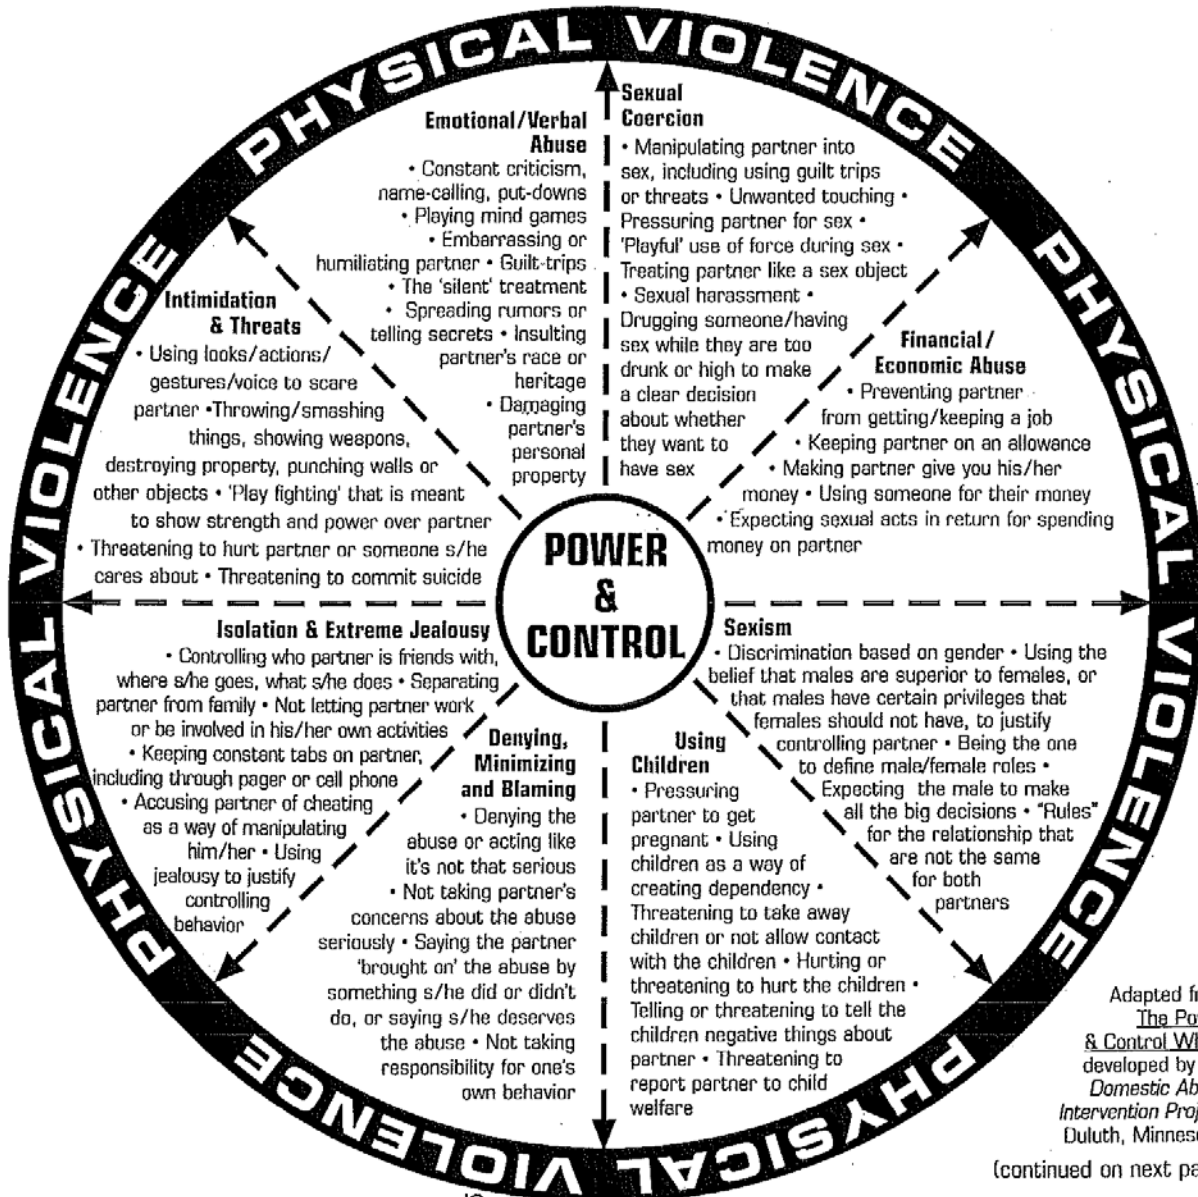 PHYSICAL VIOLENCE
PHYSICAL VIOLENCE
PHYSICAL VIOLENCE
PHYSICAL VIOLENCE
PHYSICAL VIOLENCE
Emotional/Verbal
Abuse
• Constant criticism,
name-calling, put-downs
• Playing mind games
• Embarrassing or
humiliating partner • Guilt-trips
• The 'silent' treatment
• Spreading rumors or
telling secrets • Insulting
partner's race or
heritage
• Damaging
partner's
personal
property
Sexual
Coercion
• Manipulating partner into
sex, including using guilt trips
or threats • Unwanted touching •
Pressuring partner for sex •
'Playful' use of force during sex •
Treating partner like a sex object
• Sexual harassment •
Drugging someone/having
sex while they are too
drunk or high to make
a clear decision
about whether
they want to
have sex
Financial/
Economic Abuse
• Preventing partner
from getting/keeping a job
• Keeping partner on an allowance
• Making partner give you his/her
money • Using someone for their money
• Expecting sexual acts in return for spending
money on partner
Intimidation
& Threats
• Using looks/actions/
gestures/voice to scare
partner •Throwing/smashing
things, showing weapons,
destroying property, punching walls or
other objects • 'Play fighting' that is meant
to show strength and power over partner
• Threatening to hurt partner or someone s/he
cares about • Threatening to commit suicide
POWER
&
CONTROL
Isolation & Extreme Jealousy
• Controlling who partner is friends with,
where s/he goes, what s/he does • Separating
partner from family • Not letting partner work
or be involved in his/her own activities
• Keeping constant tabs on partner,
including through pager or cell phone
• Accusing partner of cheating
as a way of manipulating
him/her • Using
jealousy to justify
controlling
behavior
Denying,
Minimizing
and Blaming
• Denying the
abuse or acting like
it's not that serious
• Not taking partner's
concerns about the abuse
seriously • Saying the partner
'brought on' the abuse by
something s/he did or didn't
do, or saying s/he deserves
the abuse • Not taking
responsibility for one's
own behavior
Using
Children
• Pressuring
partner to get
pregnant • Using
children as a way of
creating dependency •
Threatening to take away
children or not allow contact
with the children • Hurting or
threatening to hurt the children •
Telling or threatening to tell the
children negative things about
partner • Threatening to
report partner to child
welfare
Sexism
• Discrimination based on gender • Using the
belief that males are superior to females, or
that males have certain privileges that
females should not have, to justify
controlling partner • Being the one
to define male/female roles •
Expecting the male to make
all the big decisions • "Rules"
for the relationship that
are not the same
for both
partners
Adapted
The
& Control
developed by
Domestic
Intervention
Duluth,
(continued on next